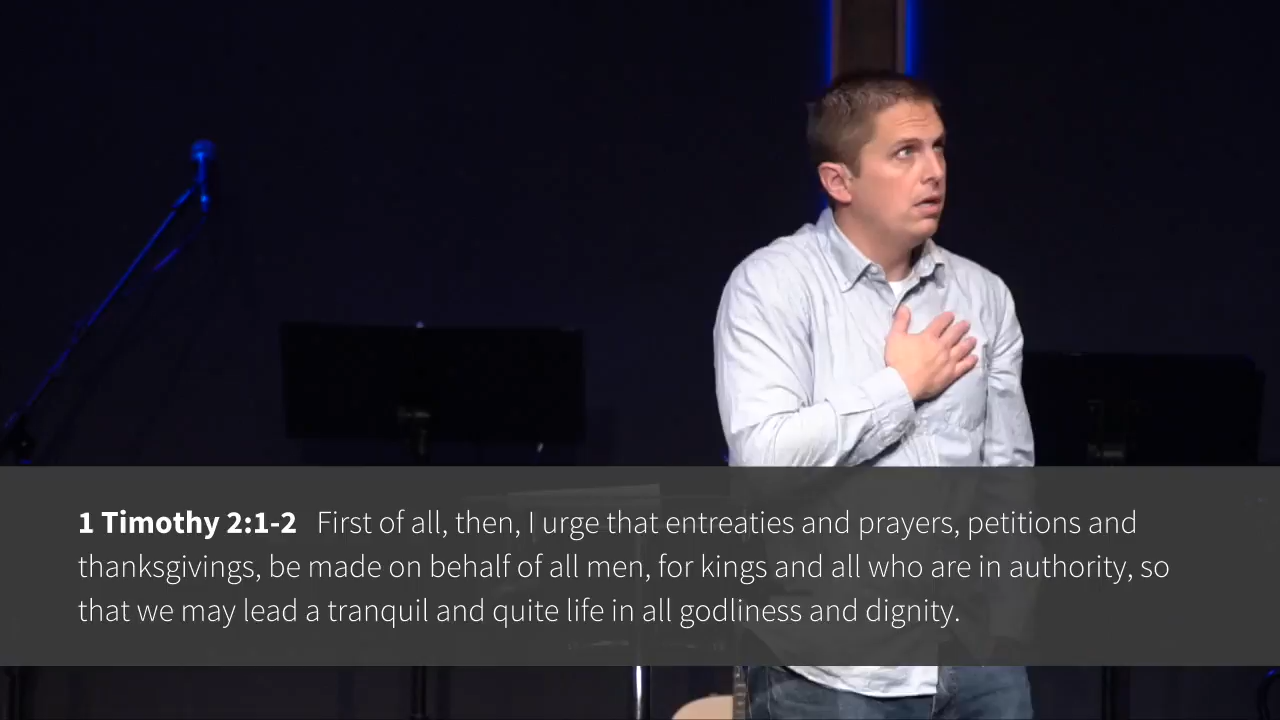 1 Timothy 2:1-2 First of all, then, I urge that entreaties and prayers, petitions and
thanksgivings, be made on behalf of all men, for kings and all who are in authority, so
that we may lead a tranquil and quite life in all godliness and dignity.